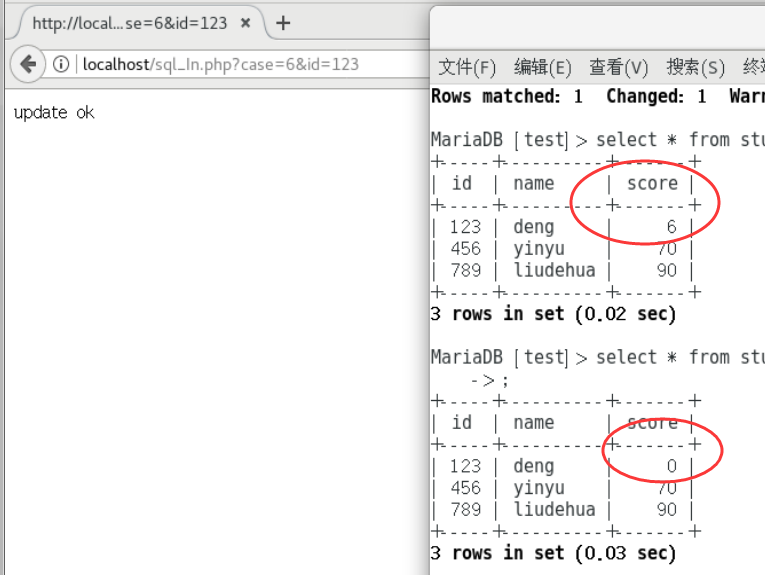 http://local...se=6&id=123 × +
localhost/sql_In.php?case=6&id=123
update ok
文件(F) 编辑(E) 查看(V) 搜索(S) 终端
Rows matched: 1 Changed: 1 Warn
MariaDB [test]> select * from stu
+-----+----------+-------+
| id | name | score |
+-----+----------+-------+
| 123 | deng | 6 |
| 456 | yinyu | 70 |
| 789 | liudehua | 90 |
+-----+----------+-------+
3 rows in set (0.02 sec)
MariaDB [test]> select * from stu
->;
+-----+----------+-------+
| id | name | score |
+-----+----------+-------+
| 123 | deng | 0 |
| 456 | yinyu | 70 |
| 789 | liudehua | 90 |
+-----+----------+-------+
3 rows in set (0.03 sec)